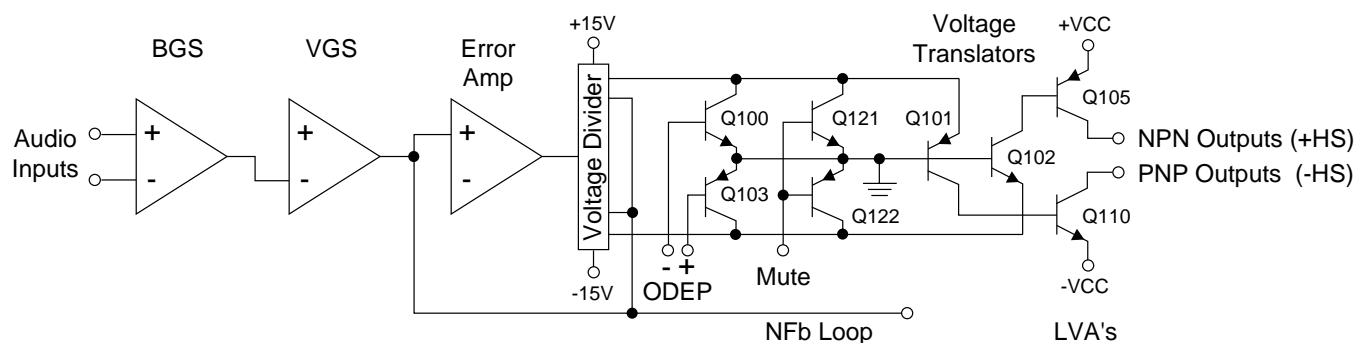 BGS
VGS
Error
Amp
+15V
Voltage Divider
-15V
Voltage
Translators
+VCC
Q105
Q100
Q121
Q101
Q102
Q103
Q122
Q110
Audio
Inputs
+
-
+
-
+
-
NPN Outputs (+HS)
PNP Outputs (-HS)
- +
ODEP
Mute
-VCC
NFb Loop
LVA's